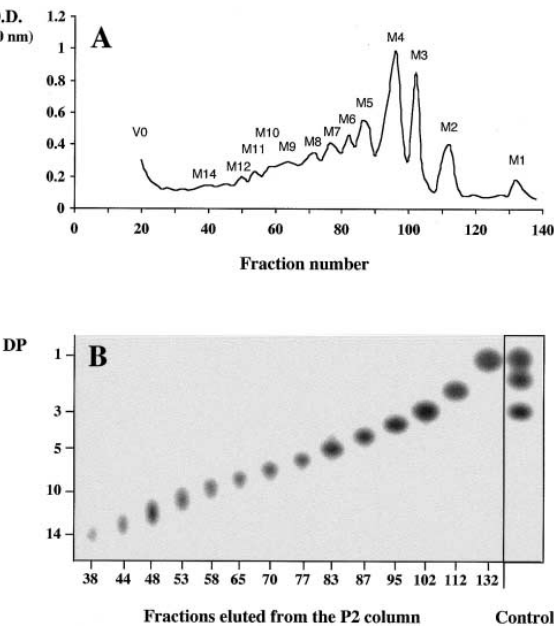 O.D.
0 nm)
A
1.2
1
0.8
0.6
0.4
0.2
0
V0
M14
M12
M11
M10
M9
M8
M7
M6
M5
M4
M3
M2
M1
0 20 40 60 80 100 120 140
Fraction number
DP
B
1
3
5
10
14
38 44 48 53 58 65 70 77 83 87 95 102 112 132
Fractions eluted from the P2 column Control